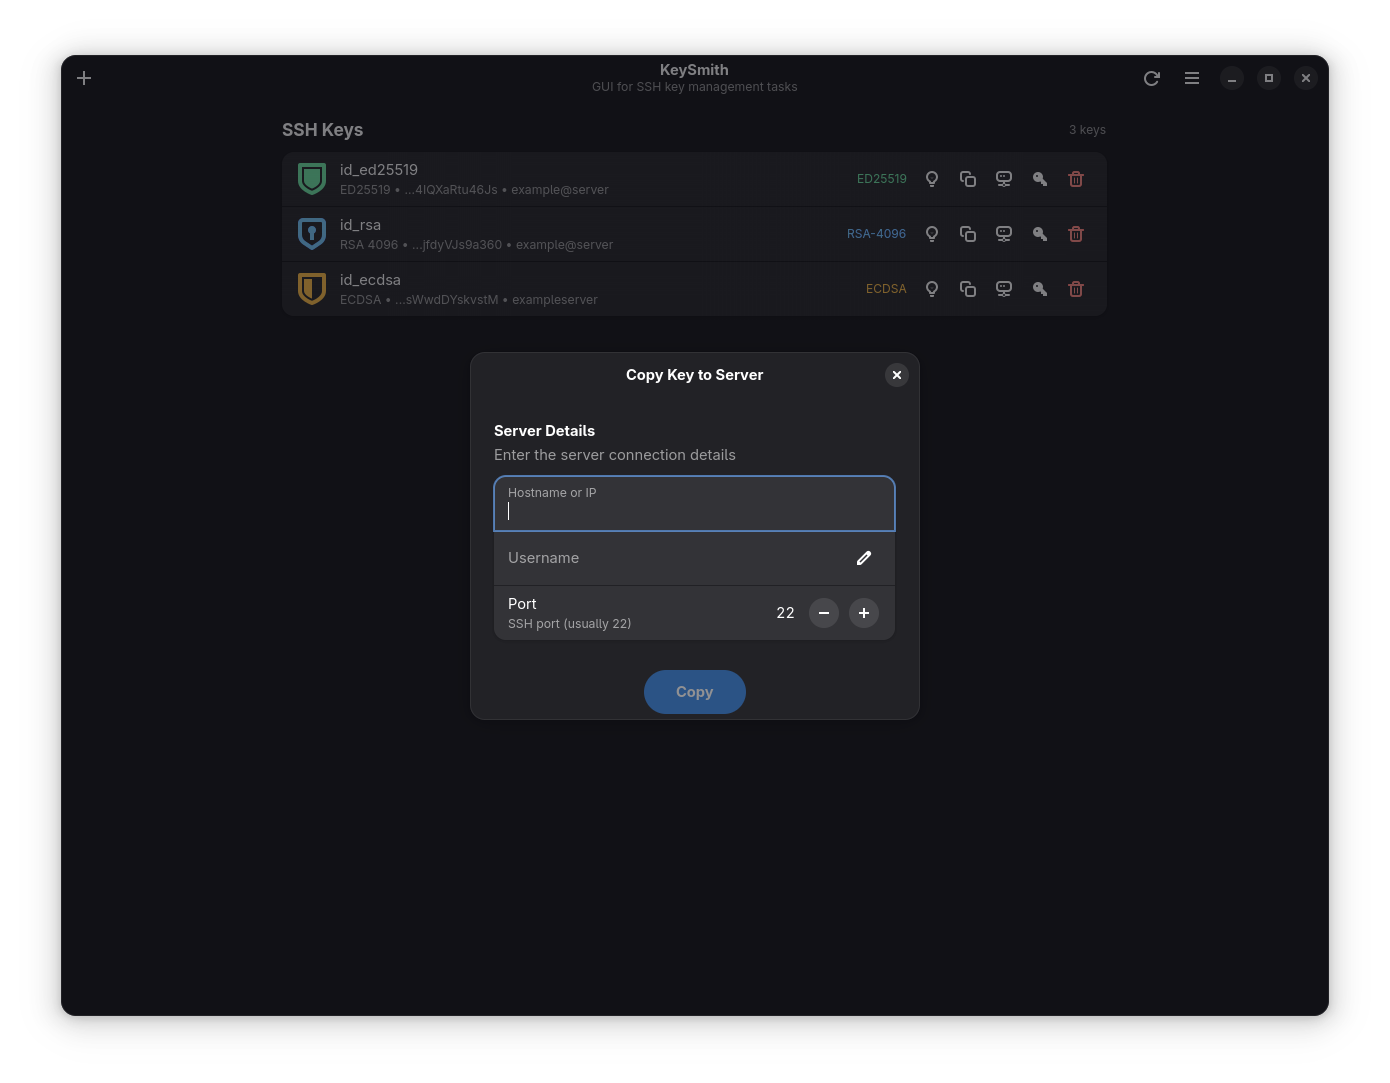 KeySmith
GUI for SSH key management tasks
SSH Keys
3 keys
id_ed25519
ED25519 • ...4IQXaRtu46Js • example@server
ED25519
id_rsa
RSA 4096 • ...jfdyVJs9a360 • example@server
RSA-4096
id_ecdsa
ECDSA • ...sWwdDYskvstM • exampleserver
ECDSA
Copy Key to Server
Server Details
Enter the server connection details
Hostname or IP
Username
Port
SSH port (usually 22)
22
Copy